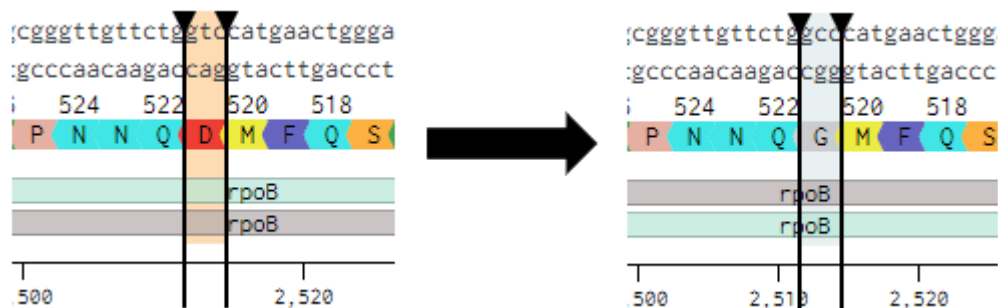 cgggttgttctggtccatgaactggga
gcccaacaagaccaggtacttgaccct
524 522 520 518
P N N Q D M F Q S
rpoB
rpoB
500 2,520
cgggttgttctggcccatgaactggg
gcccaacaagaccgggtacttgaccc
524 522 520 518
P N N Q G M F Q S
rpoB
rpoB
500 2,510 2,520